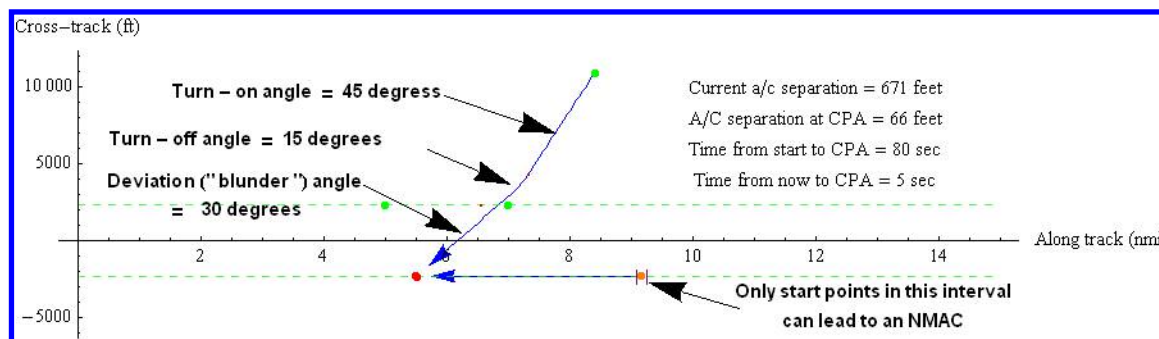 Cross-track (ft)
10 000
5000
-5000
2
4
6
8
10
12
14
Along track (nmi
Turn - on angle = 45 degress
Turn - off angle = 15 degrees
Deviation ("blunder") angle
= 30 degrees
Current a/c separation = 671 feet
A/C separation at CPA = 66 feet
Time from start to CPA = 80 sec
Time from now to CPA = 5 sec
Only start points in this interval
can lead to an NMAC